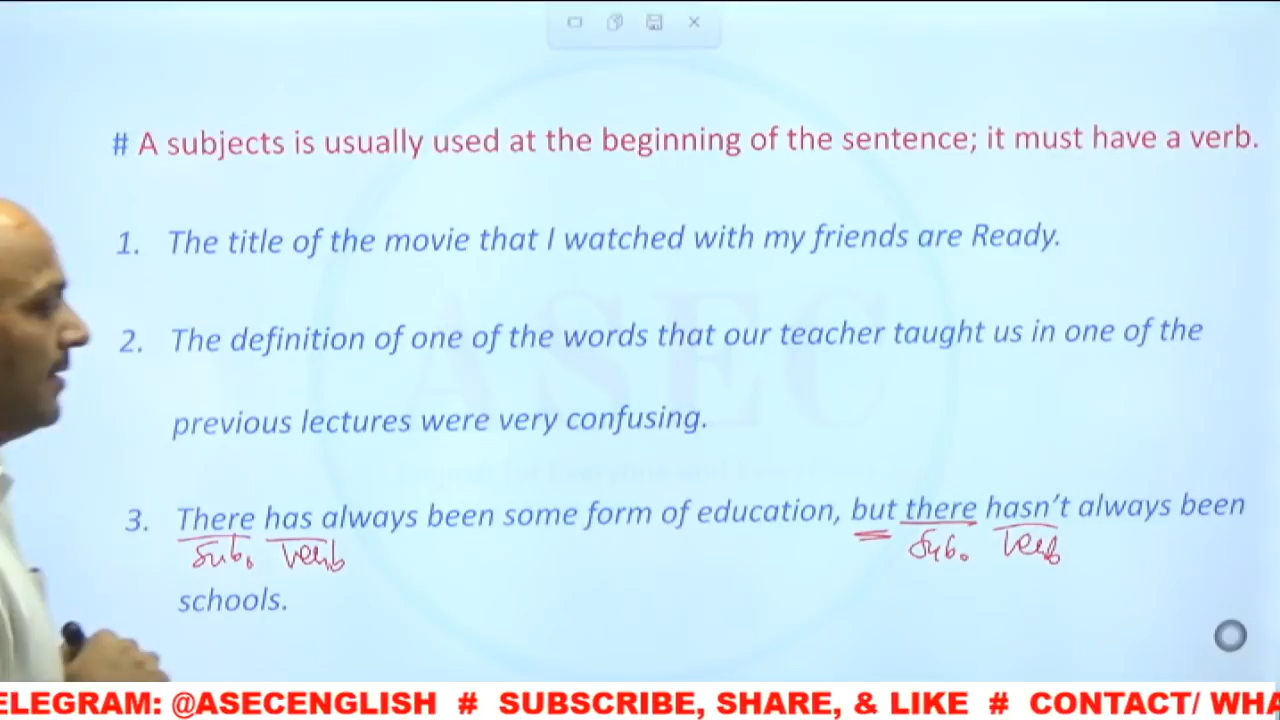 # A subjects is usually used at the beginning of the sentence; it must have a verb.
1. The title of the movie that I watched with my friends are Ready.
2. The definition of one of the words that our teacher taught us in one of the
previous lectures were very confusing.
3. There has always been some form of education, but there hasn't always been
Sub. Verb Sub. Verb
schools.
ASEC
ELEGRAM: @ASECENGLISH # SUBSCRIBE, SHARE, & LIKE # CONTACT/ WHA